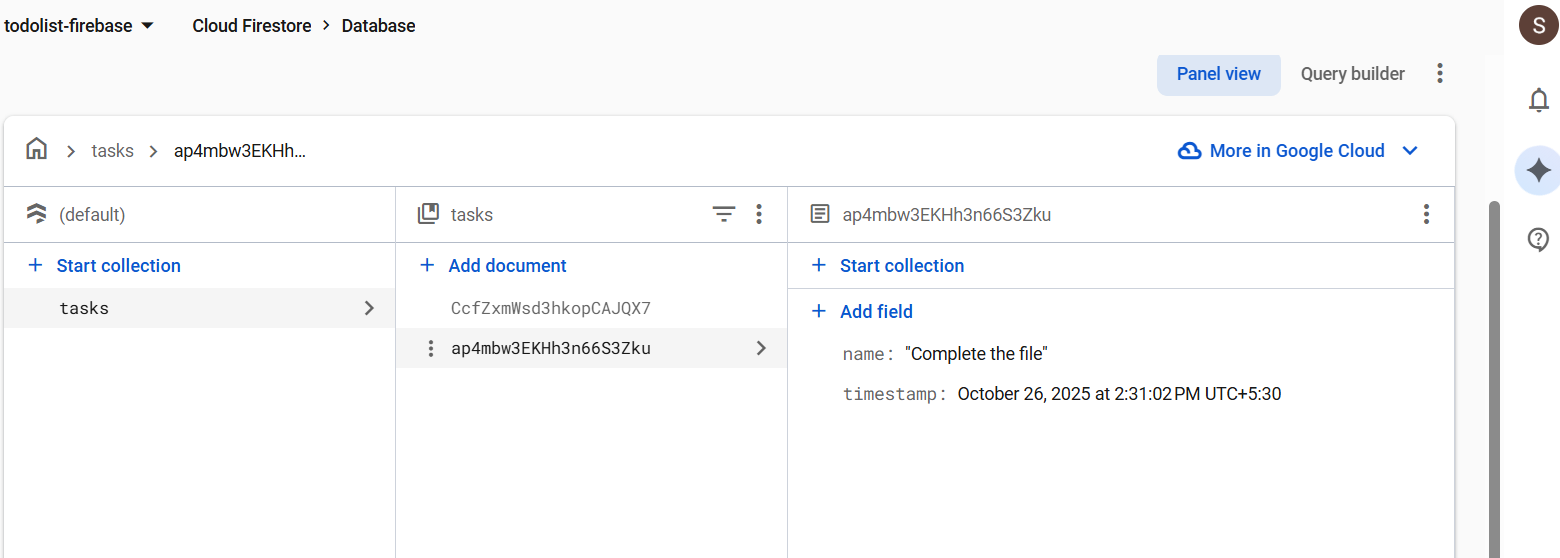 todolist-firebase Cloud Firestore > Database
S
Panel view Query builder
tasks ap4mbw3EKHh... More in Google Cloud
(default) tasks ap4mbw3EKHh3n66S3Zku
+ Start collection + Add document + Start collection
tasks CcfZxmWsd3hkopCAJQX7 + Add field
ap4mbw3EKHh3n66S3Zku name: "Complete the file"
timestamp: October 26, 2025 at 2:31:02 PM UTC+5:30